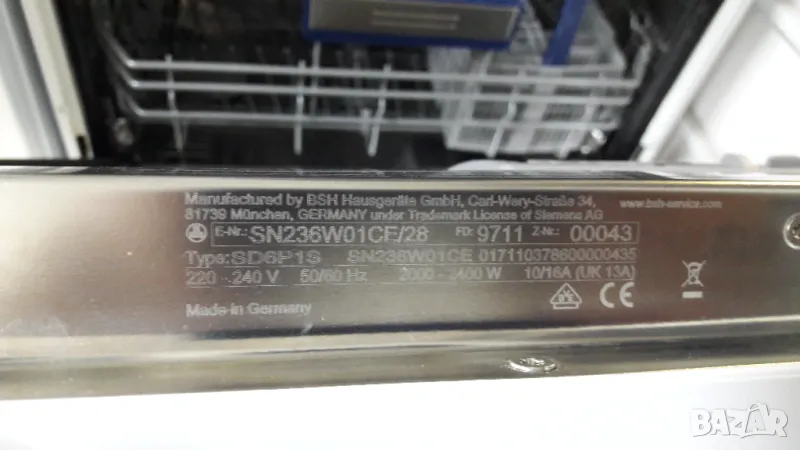 Manufactured by BSH Hausgeräte GmbH, Carl-Wery-Straße 34,
81739 München, GERMANY under Trademark License of Siemens AG
www.bsh-service.com
E-Nr.: SN236W01CE/28 FD: 9711 Z-Nr.: 00043
Type: SD6P1S SN236W01CE 017110378600000435
220 - 240 V 50/60 Hz 2000 - 2400 W 10/16A (UK 13A)
Made in Germany
CE
BAZAR